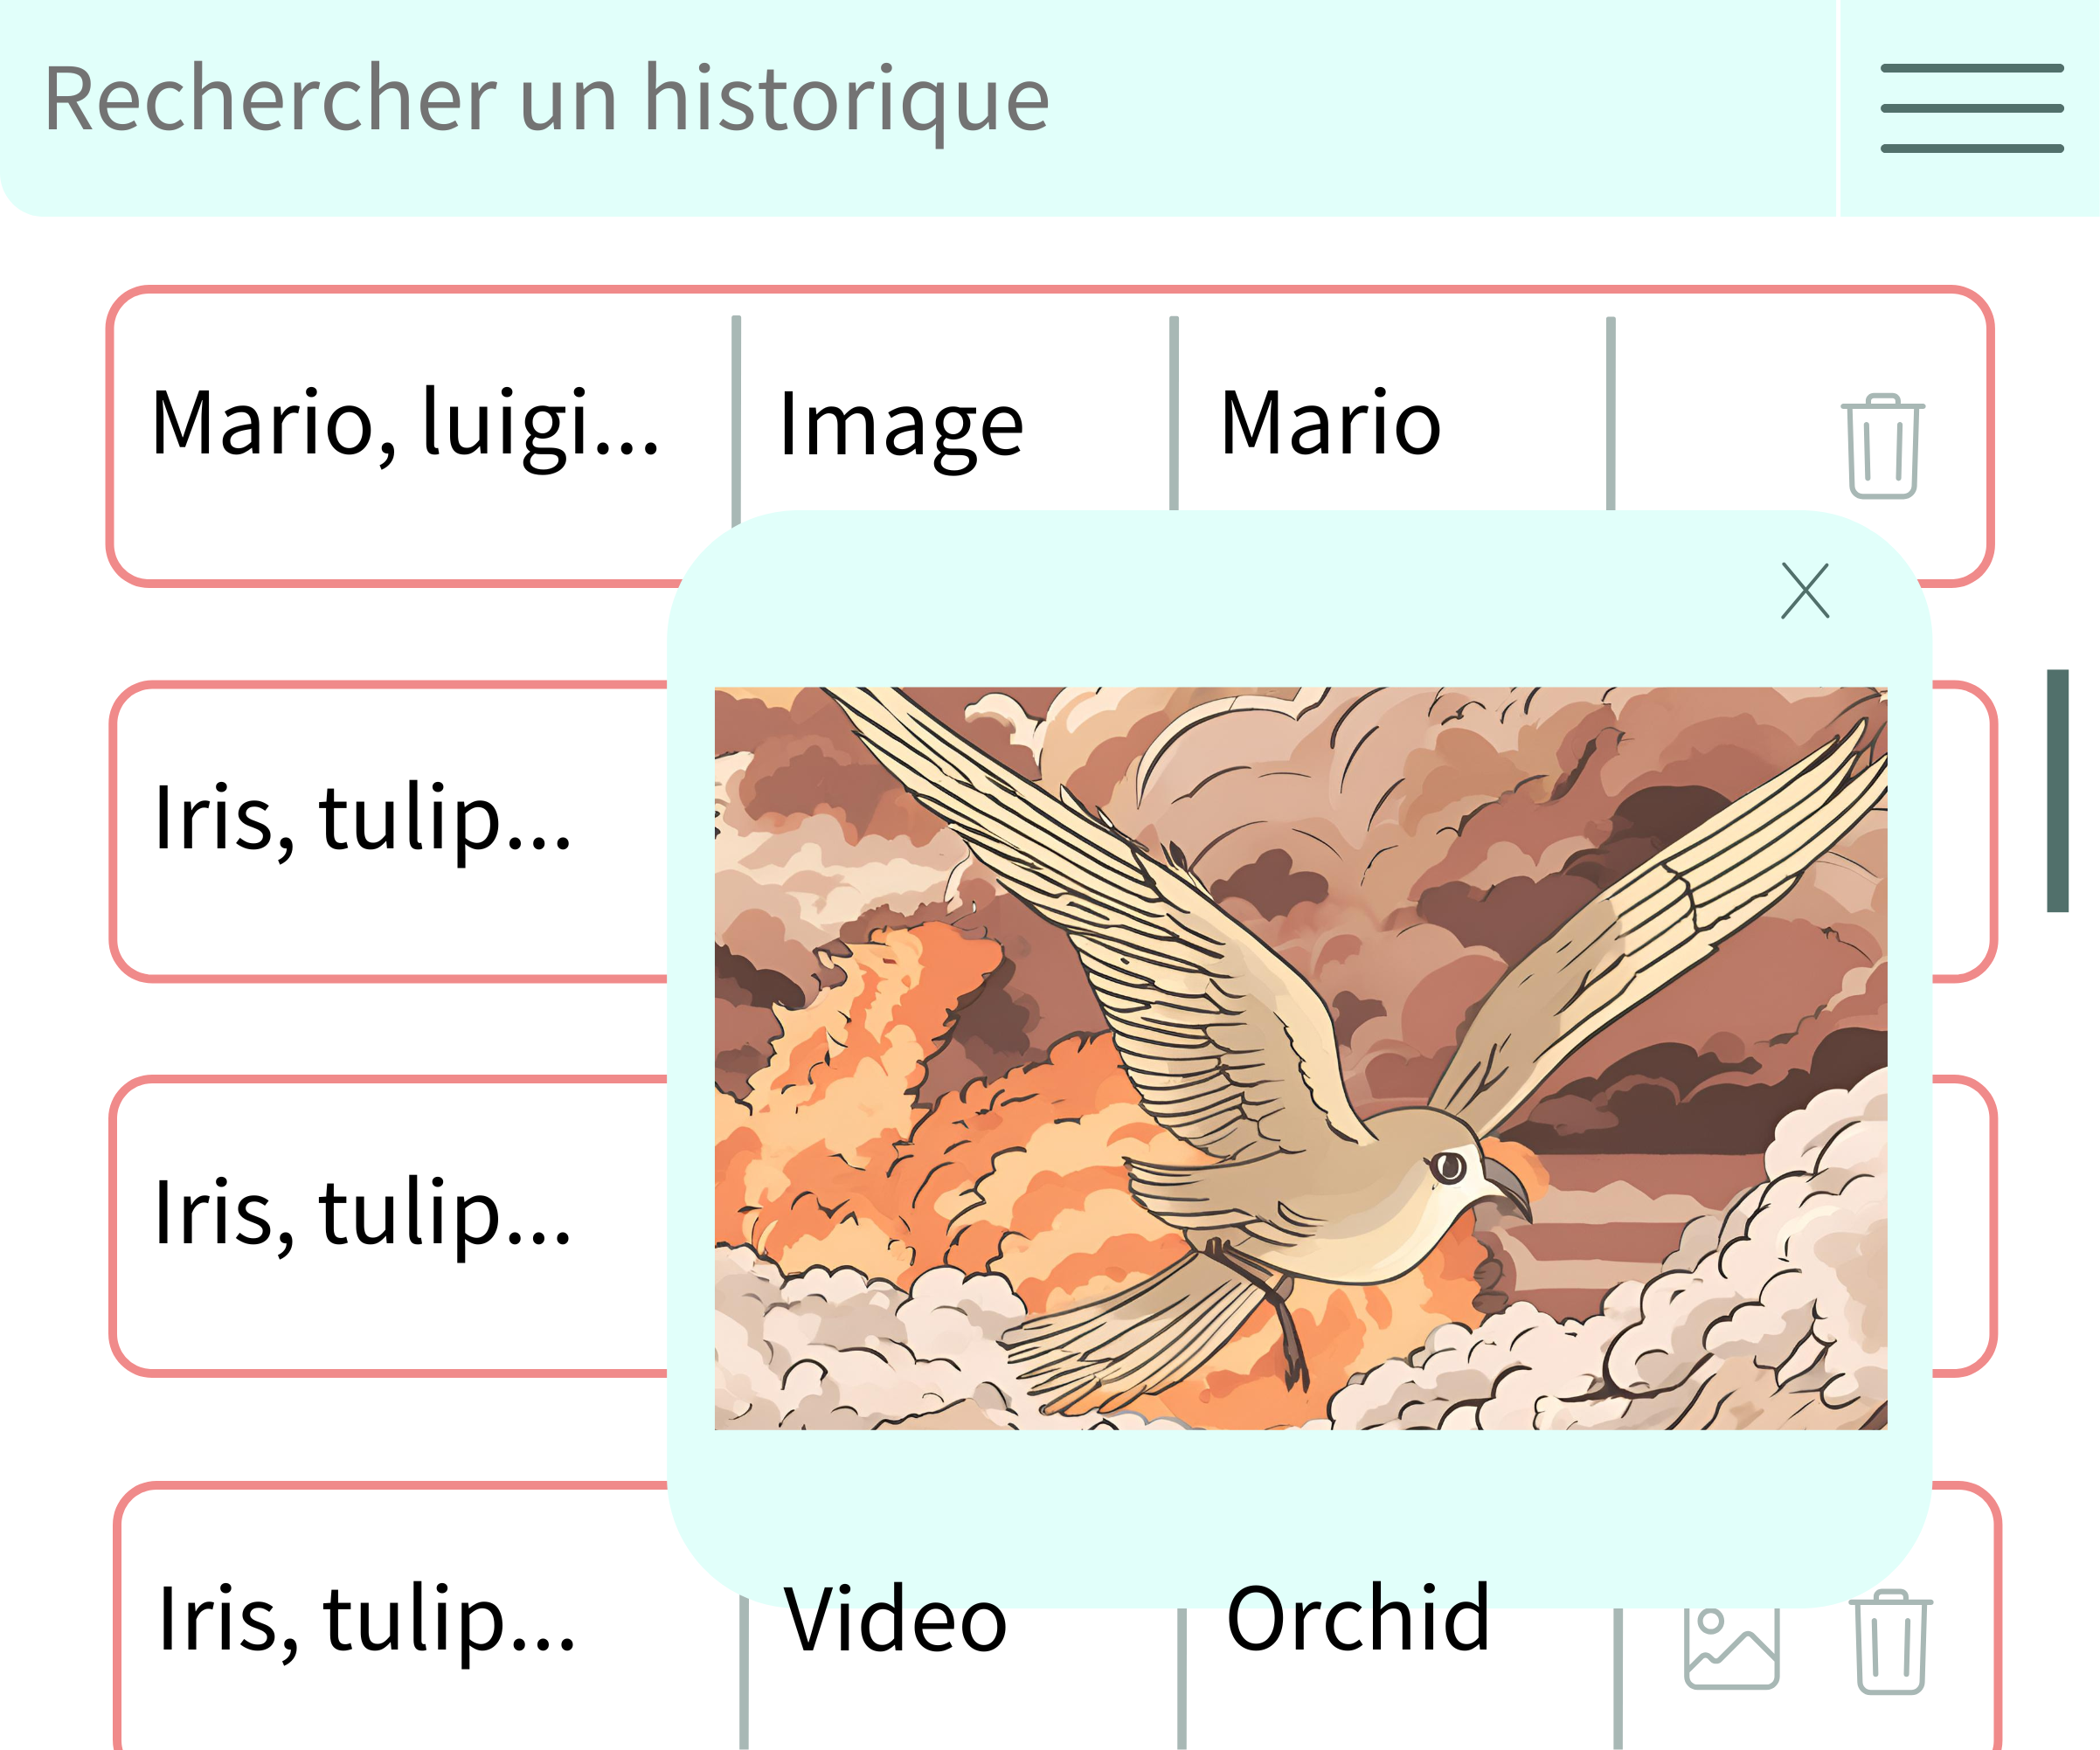 Rechercher un historique
Mario, luigi... Image Mario
Iris, tulip...
Iris, tulip...
Iris, tulip... Video Orchid